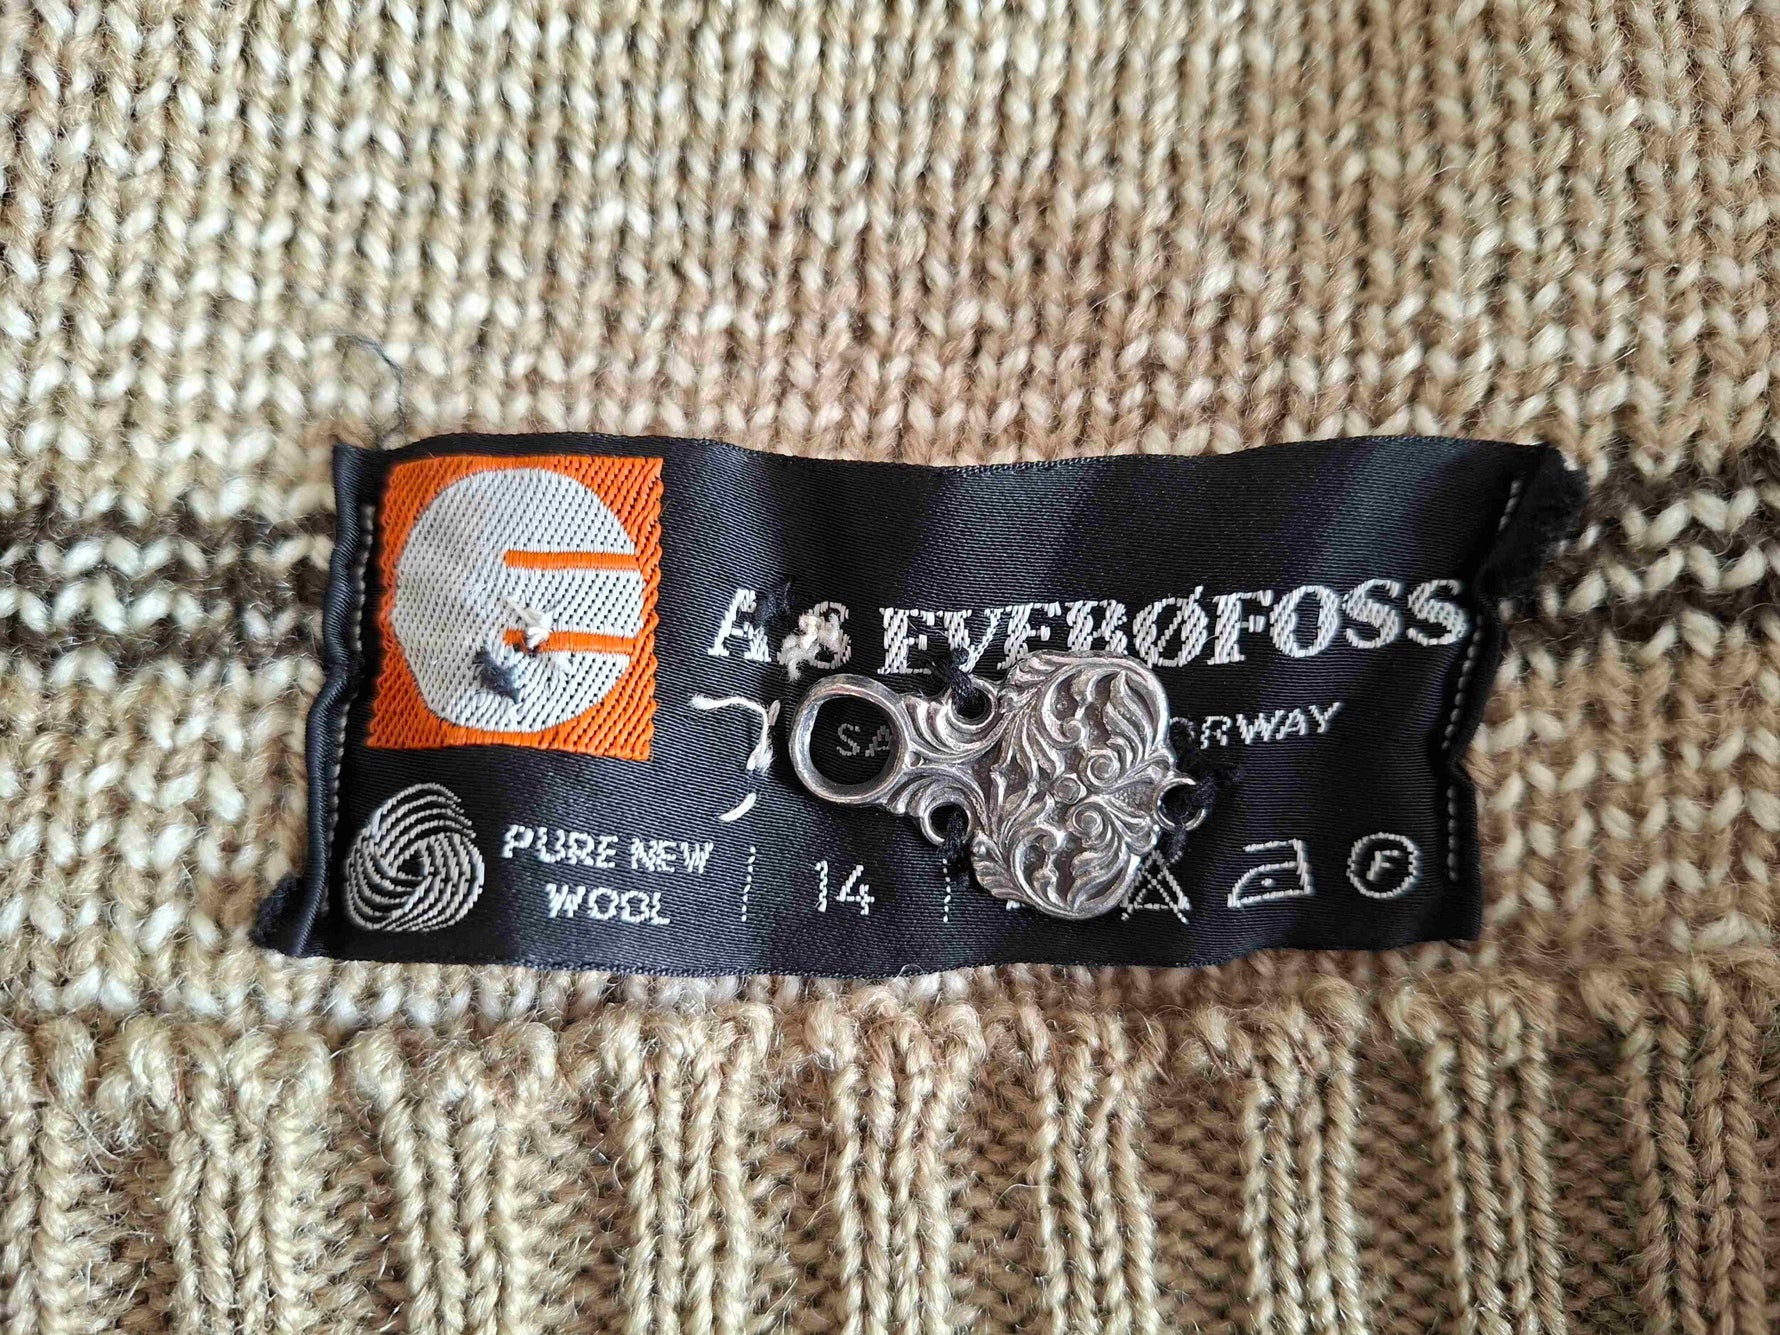 A/S EVERØFOSS
PURE NEW
WOOL
14
F